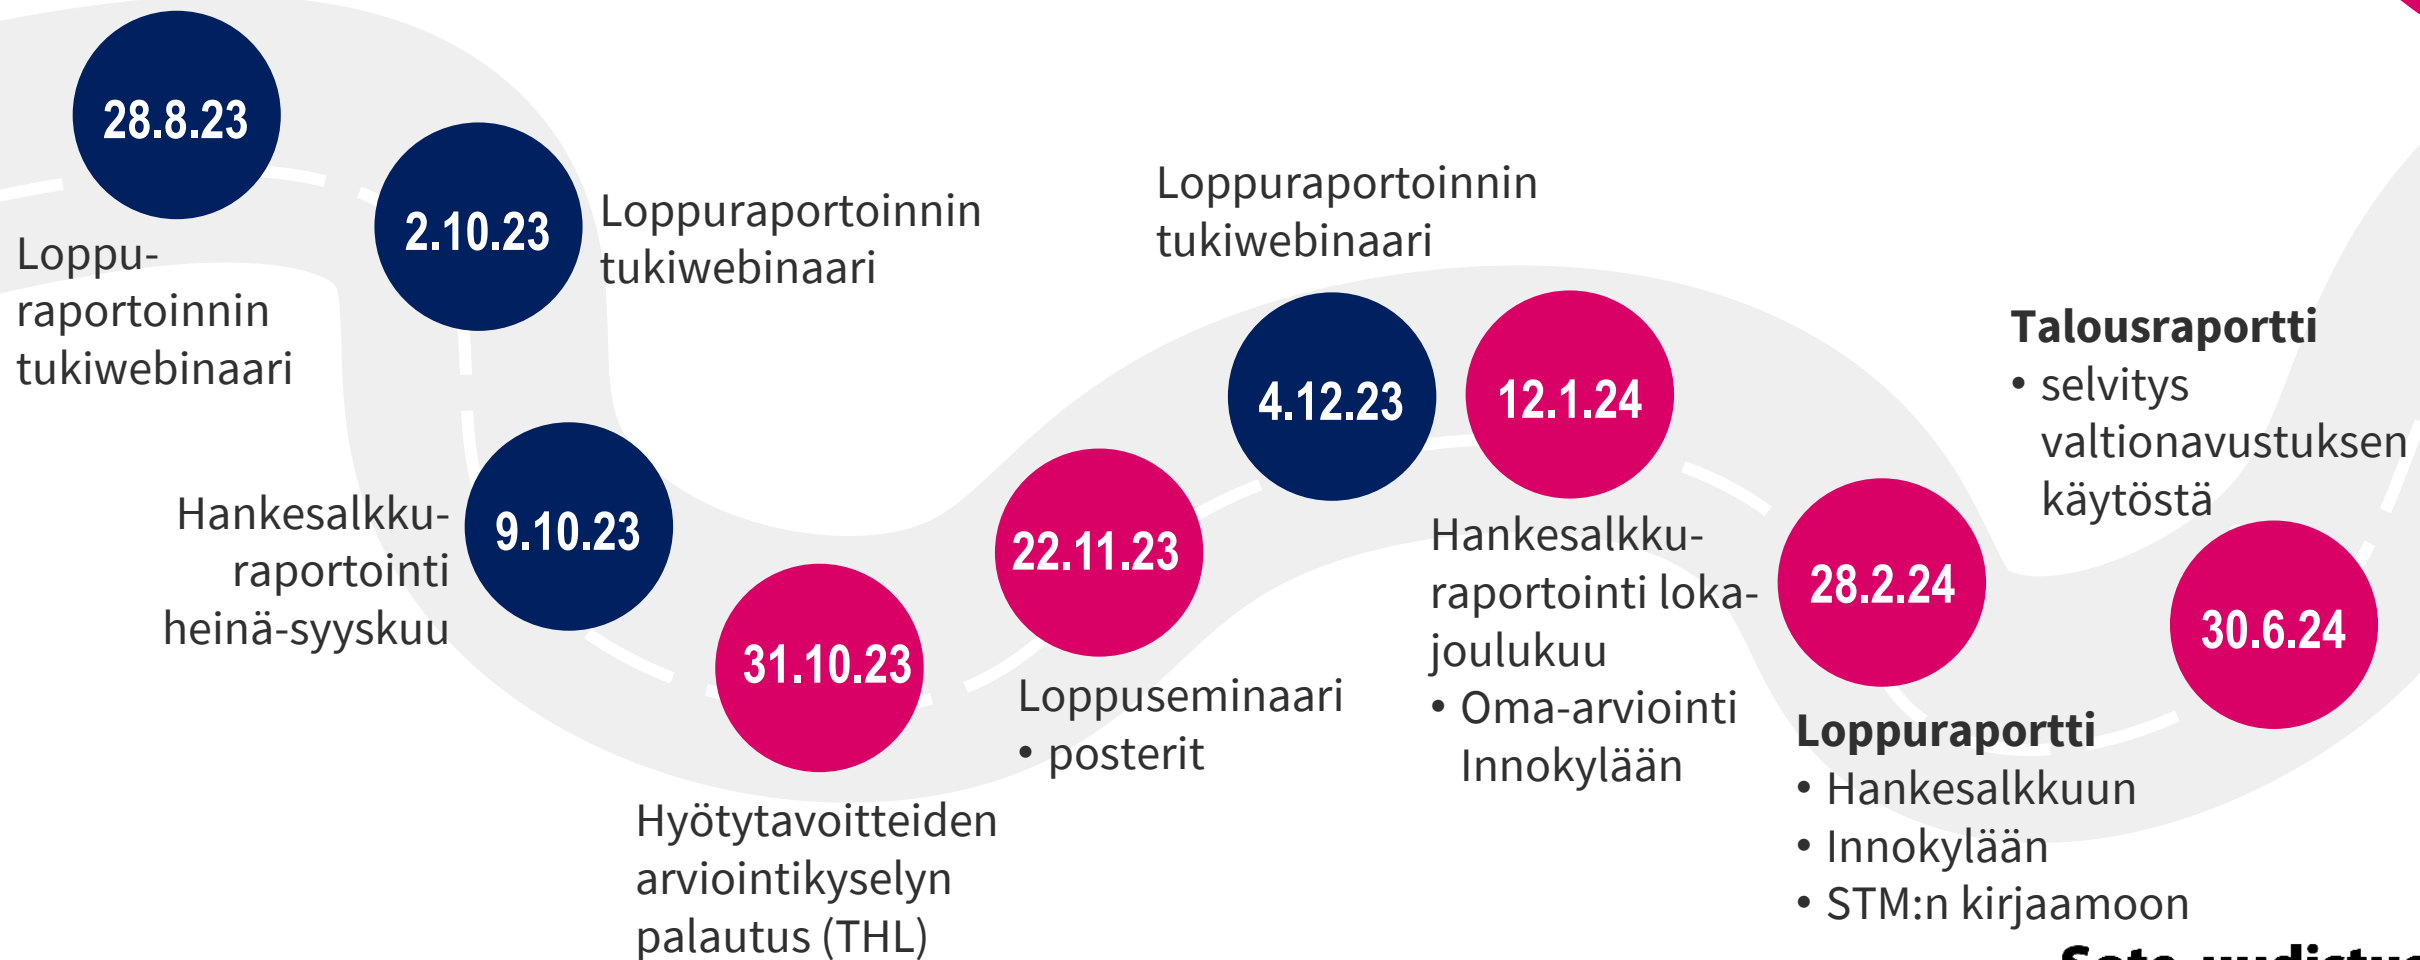 28.8.23
Loppu-
raportoinnin
tukiwebinaari
2.10.23
Loppuraportoinnin
tukiwebinaari
Hankesalkku-
raportointi
heinä-syyskuu
9.10.23
31.10.23
Hyötytavoitteiden
arviointikyselyn
palautus (THL)
22.11.23
Loppuseminaari
• posterit
Loppuraportoinnin
tukiwebinaari
4.12.23
12.1.24
Hankesalkku-
raportointi loka-
joulukuu
• Oma-arviointi
Innokylään
28.2.24
Loppuraportti
• Hankesalkkuun
• Innokylään
• STM:n kirjaamoon
Talousraportti
• selvitys
valtionavustuksen
käytöstä
30.6.24